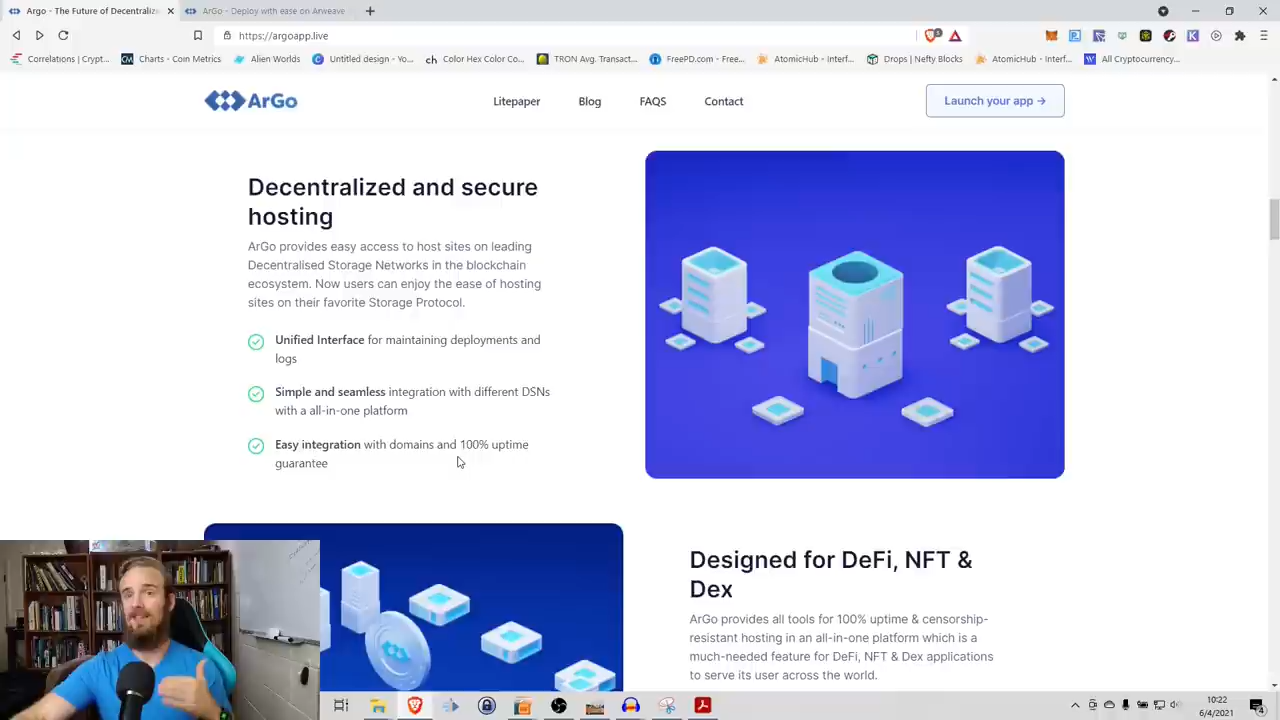 Argo - The Future of Decentraliz
ArGo - Deploy with ease on Arweave
https://argoapp.live
Correlations | Crypt...
Charts - Coin Metrics
Alien Worlds
Untitled design - Yo...
Color Hex Color Co...
TRON Avg. Transact...
FreePD.com - Free...
AtomicHub - Interf...
Drops | Nefty Blocks
AtomicHub - Interf...
All Cryptocurrency...
ArGo
Litepaper
Blog
FAQS
Contact
Launch your app →
Decentralized and secure
hosting
ArGo provides easy access to host sites on leading
Decentralised Storage Networks in the blockchain
ecosystem. Now users can enjoy the ease of hosting
sites on their favorite Storage Protocol.
Unified Interface for maintaining deployments and
logs
Simple and seamless integration with different DSNs
with a all-in-one platform
Easy integration with domains and 100% uptime
guarantee
Designed for DeFi, NFT &
Dex
ArGo provides all tools for 100% uptime & censorship-
resistant hosting in an all-in-one platform which is a
much-needed feature for DeFi, NFT & Dex applications
to serve its user across the world.
10:22
6/4/2021